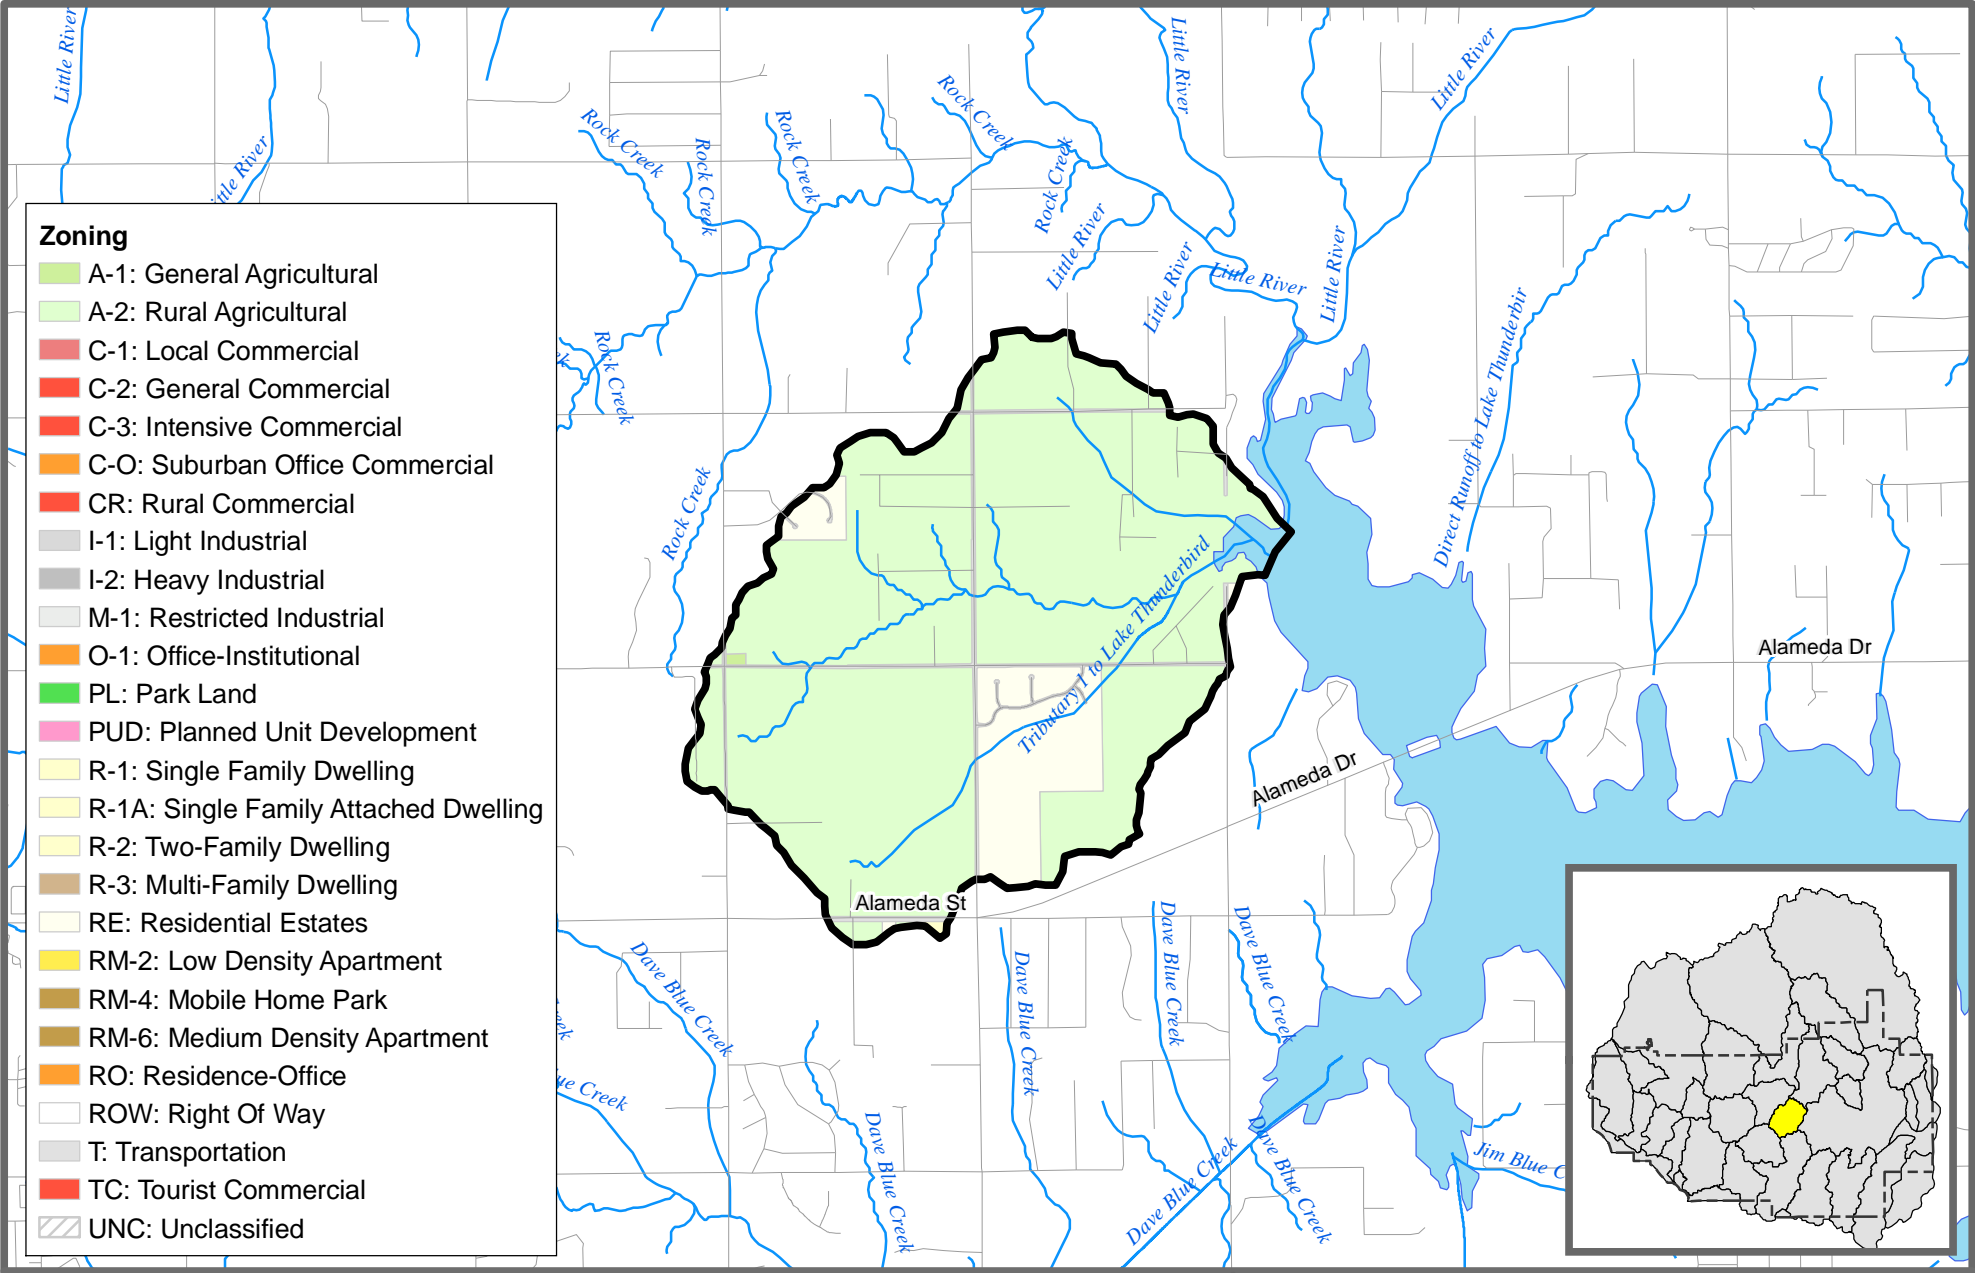 Little River
Little River
Rock Creek
Rock Creek
Rock Creek
Rock Creek
Rock Creek
Little River
Little River
Little River
Little River
Little River
Little River
Rock Creek
Rock Creek
Direct Runoff to Lake Thunderbir
Tributary 1 to Lake Thunderbird
Alameda Dr
Alameda Dr
Alameda St
Dave Blue Creek
Dave Blue Creek
Dave Blue Creek
Dave Blue Creek
Dave Blue Creek
Dave Blue Creek
Dave Blue Creek
ue Creek
eek
ek
Jim Blue C
Zoning
A-1: General Agricultural
A-2: Rural Agricultural
C-1: Local Commercial
C-2: General Commercial
C-3: Intensive Commercial
C-O: Suburban Office Commercial
CR: Rural Commercial
I-1: Light Industrial
I-2: Heavy Industrial
M-1: Restricted Industrial
O-1: Office-Institutional
PL: Park Land
PUD: Planned Unit Development
R-1: Single Family Dwelling
R-1A: Single Family Attached Dwelling
R-2: Two-Family Dwelling
R-3: Multi-Family Dwelling
RE: Residential Estates
RM-2: Low Density Apartment
RM-4: Mobile Home Park
RM-6: Medium Density Apartment
RO: Residence-Office
ROW: Right Of Way
T: Transportation
TC: Tourist Commercial
UNC: Unclassified